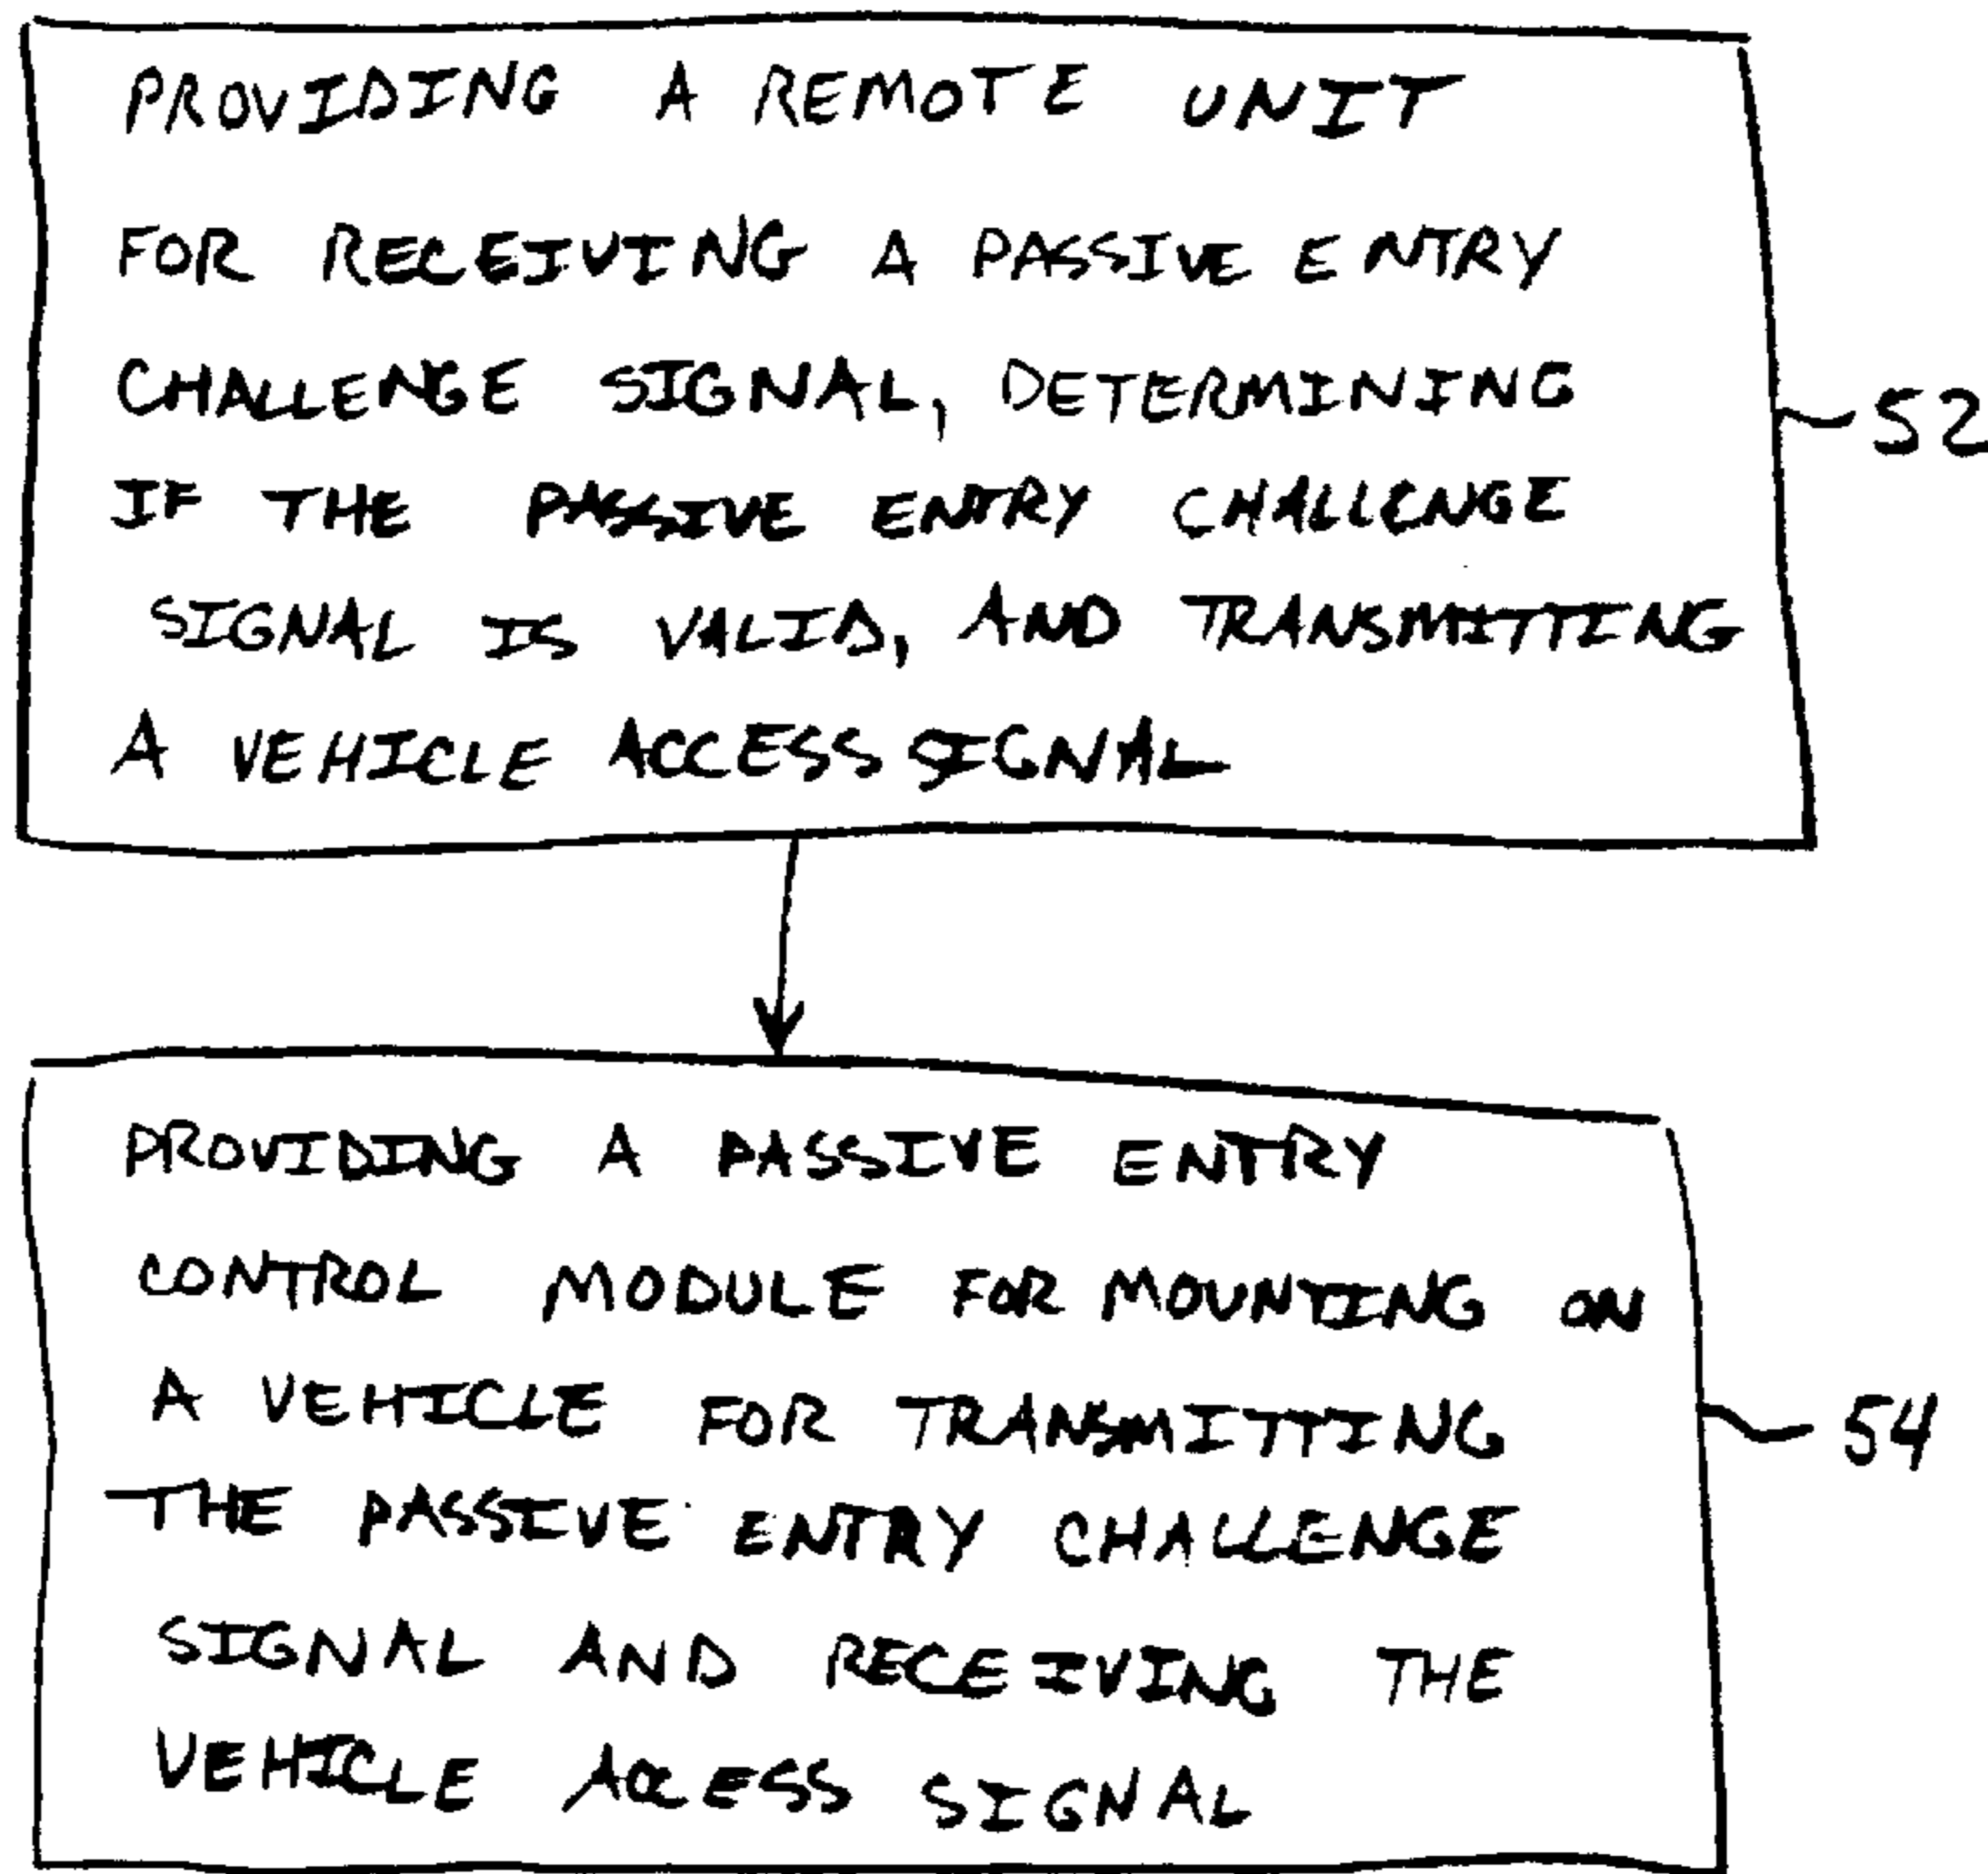 PROVIDING A REMOTE UNIT
FOR RECEIVING A PASSIVE ENTRY
CHALLENGE SIGNAL, DETERMINING
IF THE PASSIVE ENTRY CHALLENGE
SIGNAL IS VALID, AND TRANSMITTING
A VEHICLE ACCESS SIGNAL
52
PROVIDING A PASSIVE ENTRY
CONTROL MODULE FOR MOUNTING ON
A VEHICLE FOR TRANSMITTING
THE PASSIVE ENTRY CHALLENGE
SIGNAL AND RECEIVING THE
VEHICLE ACCESS SIGNAL
54